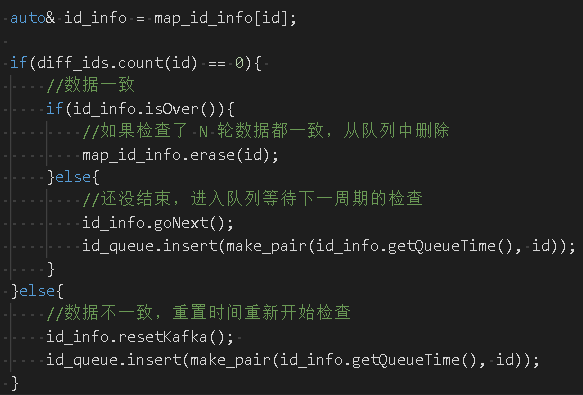 auto& id_info = map_id_info[id];
if(diff_ids.count(id) == 0){
//数据一致
if(id_info.isOver()){
//如果检查了 N 轮数据都一致，从队列中删除
map_id_info.erase(id);
}else{
//还没结束，进入队列等待下一周期的检查
id_info.goNext();
id_queue.insert(make_pair(id_info.getQueueTime(), id));
}
}else{
//数据不一致，重置时间重新开始检查
id_info.resetKafka();
id_queue.insert(make_pair(id_info.getQueueTime(), id));
}